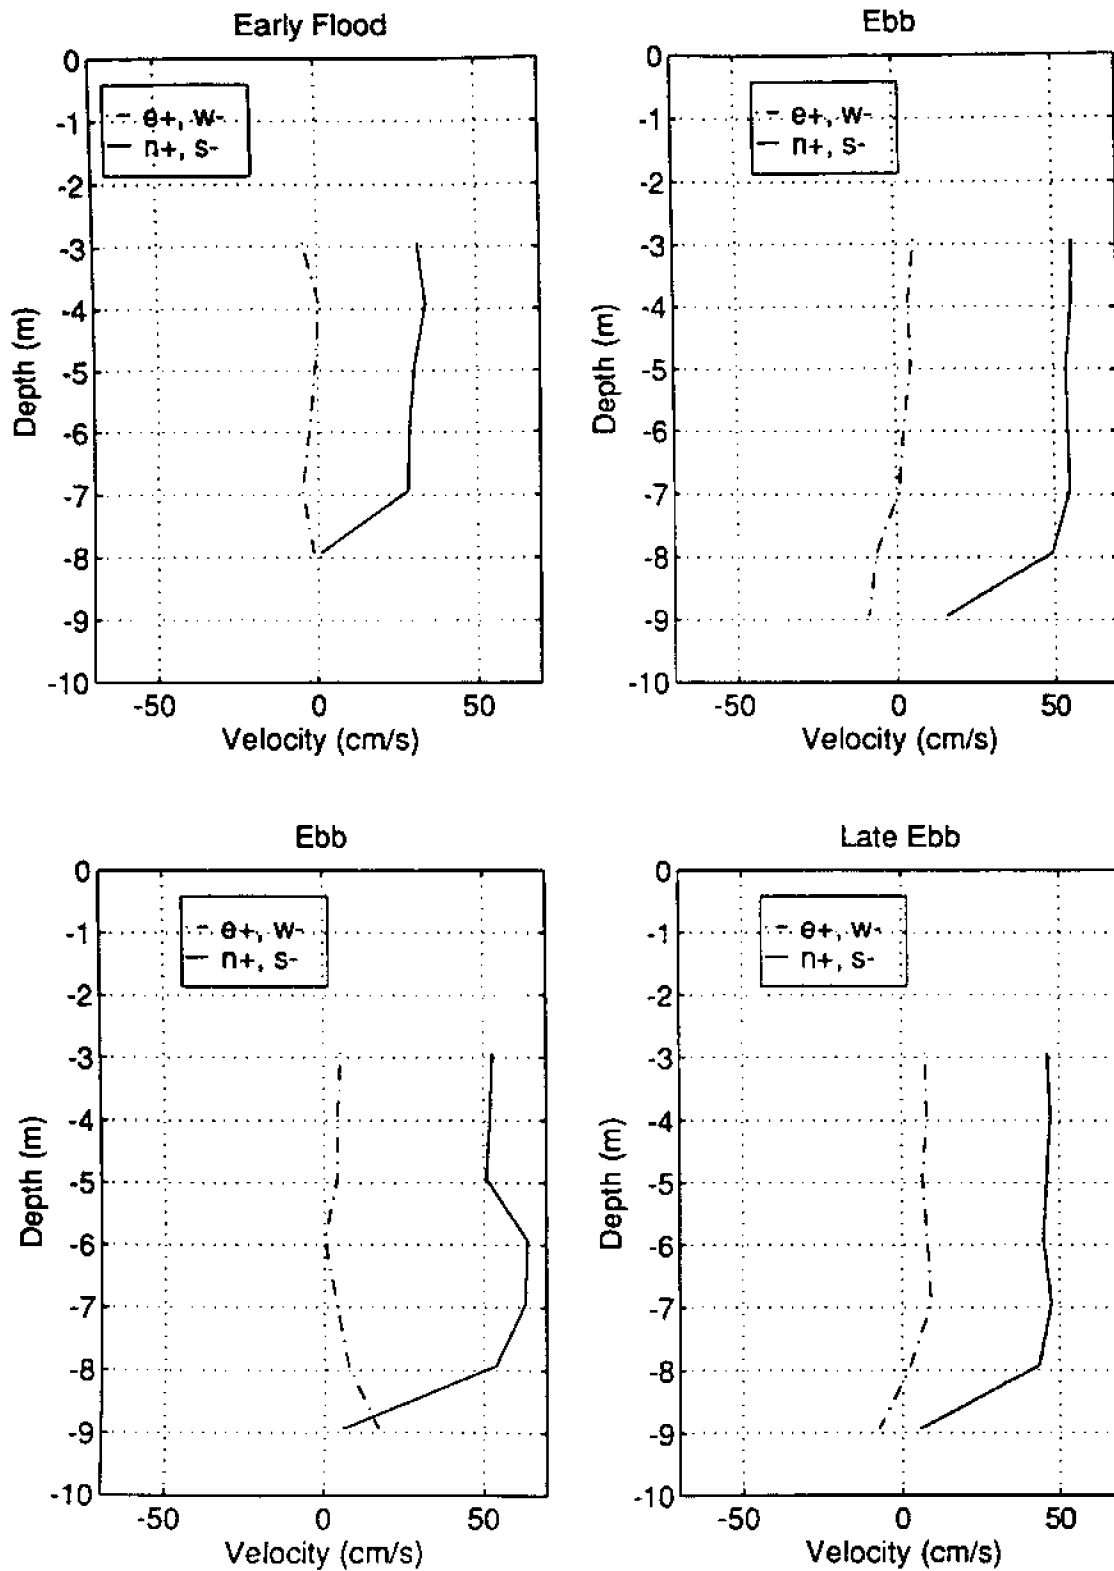 Early Flood
0
-1
-2
-3
-4
-5
-6
-7
-8
-9
-10
e+, w-
n+, s-
Depth (m)
-50 0 50
Velocity (cm/s)
Ebb
0
-1
-2
-3
-4
-5
-6
-7
-8
-9
-10
e+, w-
n+, s-
Depth (m)
-50 0 50
Velocity (cm/s)
Ebb
0
-1
-2
-3
-4
-5
-6
-7
-8
-9
-10
e+, w-
n+, s-
Depth (m)
-50 0 50
Velocity (cm/s)
Late Ebb
0
-1
-2
-3
-4
-5
-6
-7
-8
-9
-10
e+, w-
n+, s-
Depth (m)
-50 0 50
Velocity (cm/s)